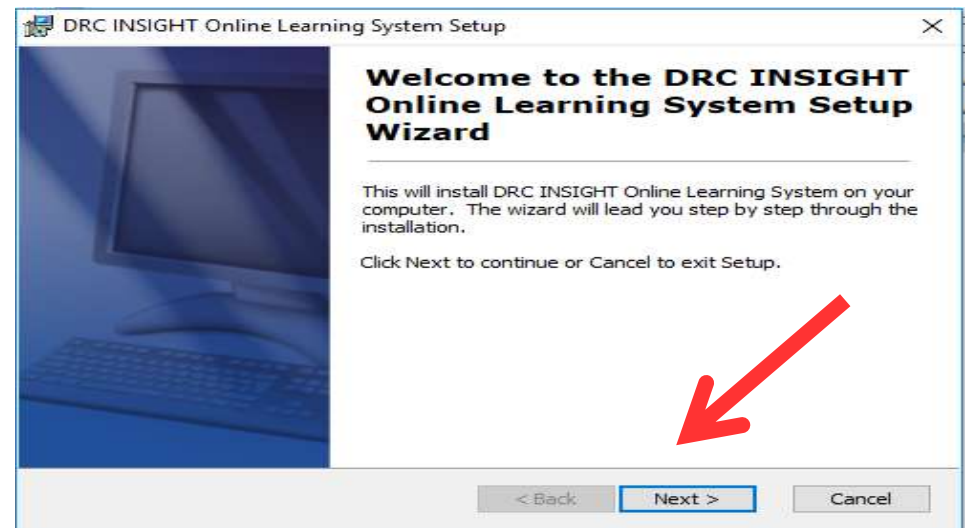 DRC INSIGHT Online Learning System Setup
Welcome to the DRC INSIGHT
Online Learning System Setup
Wizard
This will install DRC INSIGHT Online Learning System on your
computer. The wizard will lead you step by step through the
installation.
Click Next to continue or Cancel to exit Setup.
< Back Next > Cancel